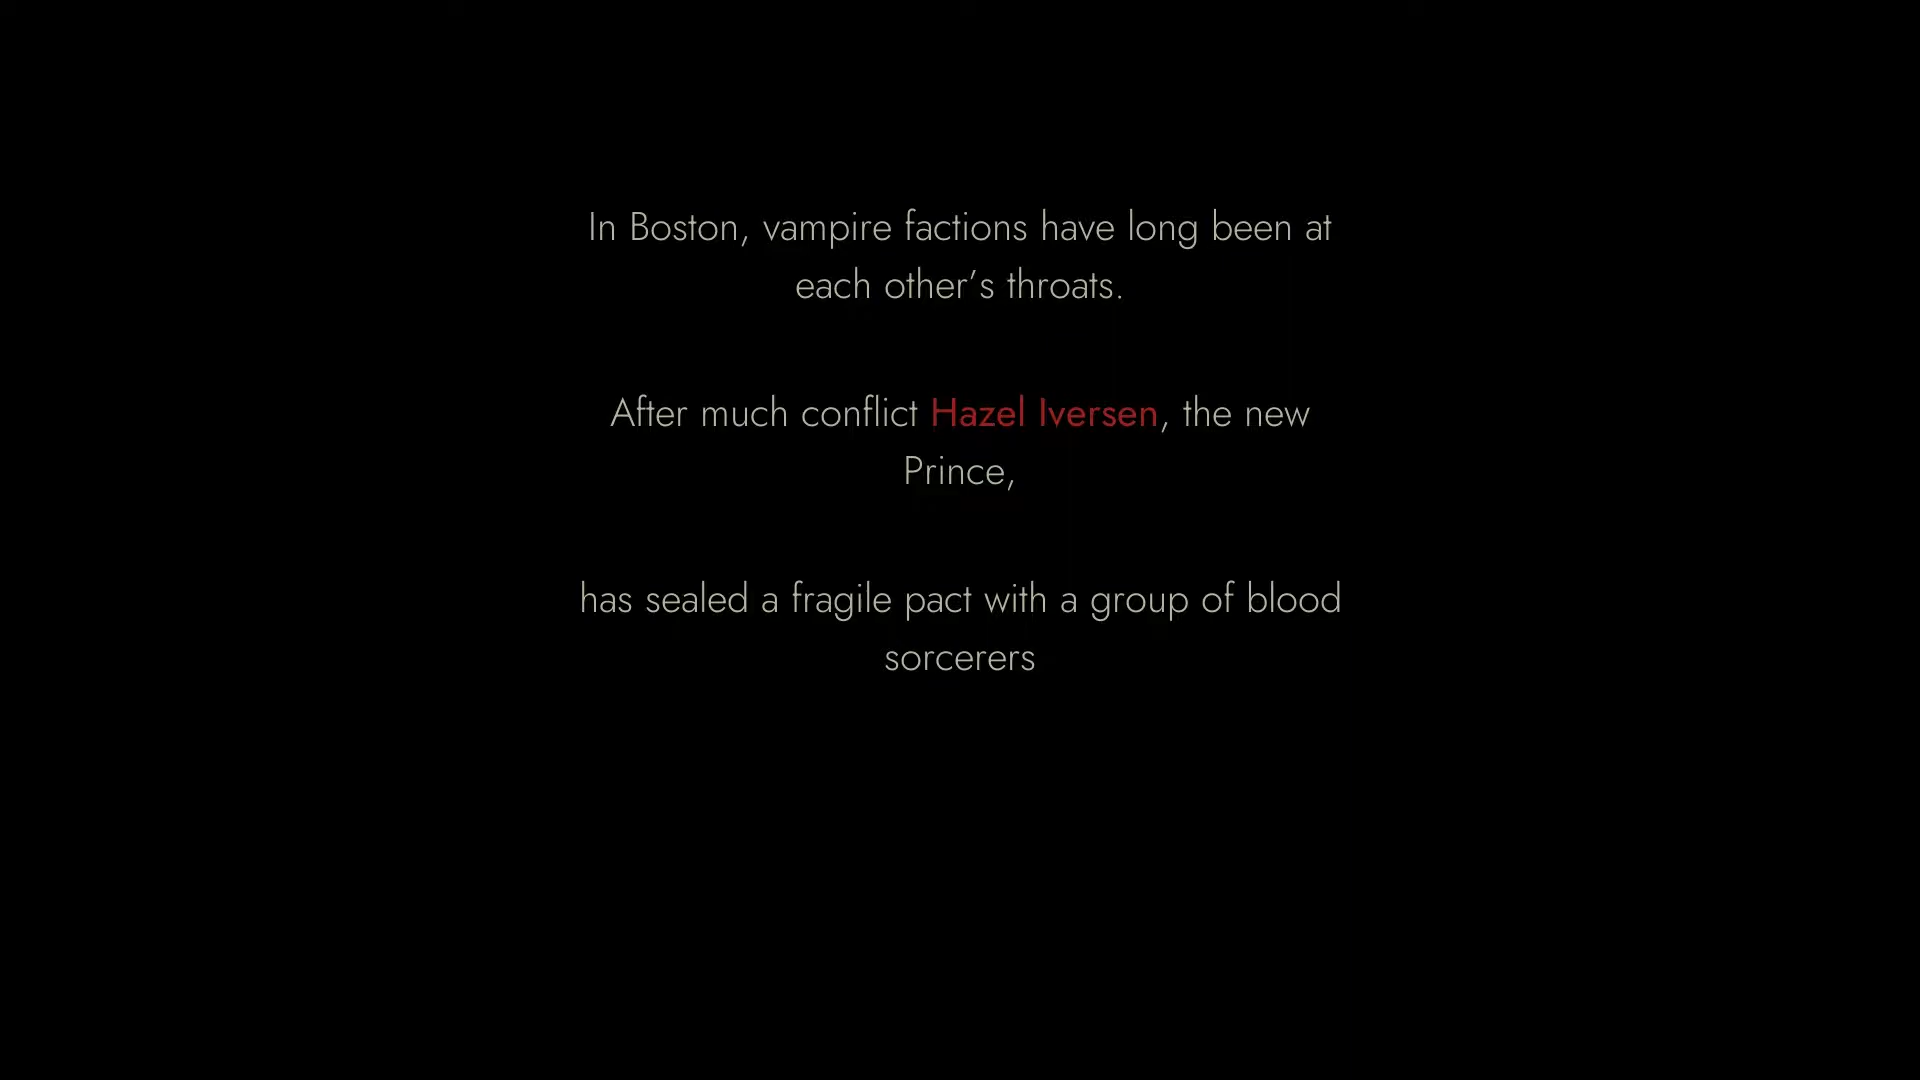 In Boston, vampire factions have long been at
each other’s throats.
After much conflict Hazel Iversen, the new
Prince,
has sealed a fragile pact with a group of blood
sorcerers